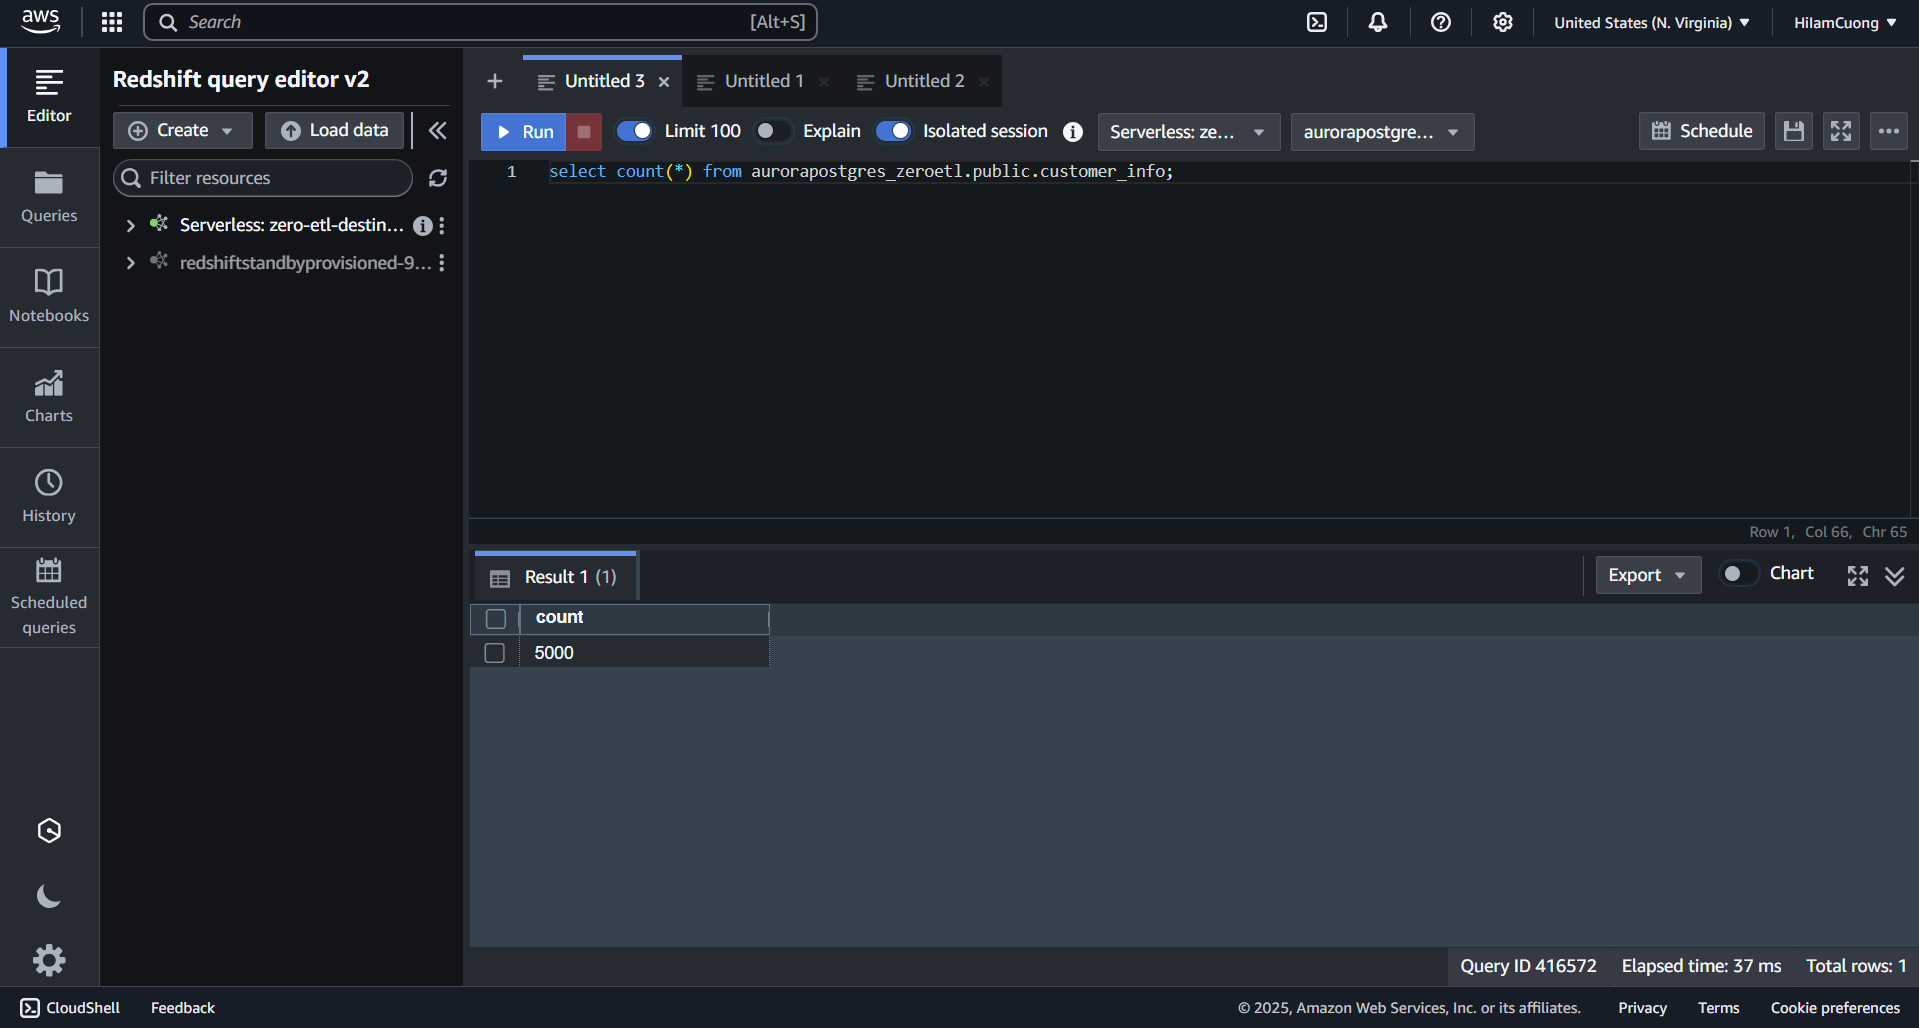 aws
Search
[Alt+S]
United States (N. Virginia)
HilamCuong
Editor
Queries
Notebooks
Charts
History
Scheduled
queries
Redshift query editor v2
Create
Load data
Filter resources
Serverless: zero-etl-destin...
redshiftstandbyprovisioned-9...
Untitled 3
Untitled 1
Untitled 2
Run
Limit 100
Explain
Isolated session
Serverless: ze...
aurorapostgre...
Schedule
1 select count(*) from aurorapostgres_zeroetl.public.customer_info;
Row 1, Col 66, Chr 65
Result 1 (1)
Export
Chart
count
5000
Query ID 416572 Elapsed time: 37 ms Total rows: 1
CloudShell
Feedback
© 2025, Amazon Web Services, Inc. or its affiliates.
Privacy
Terms
Cookie preferences